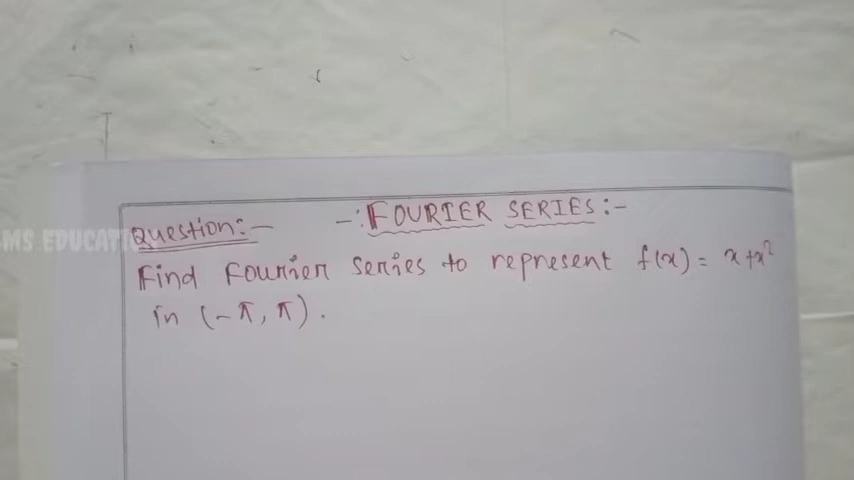 -: FOURIER SERIES :-
Question:-
MS EDUCATI
Find Fourier series to represent f(x) = x+x²
in (-π, π).